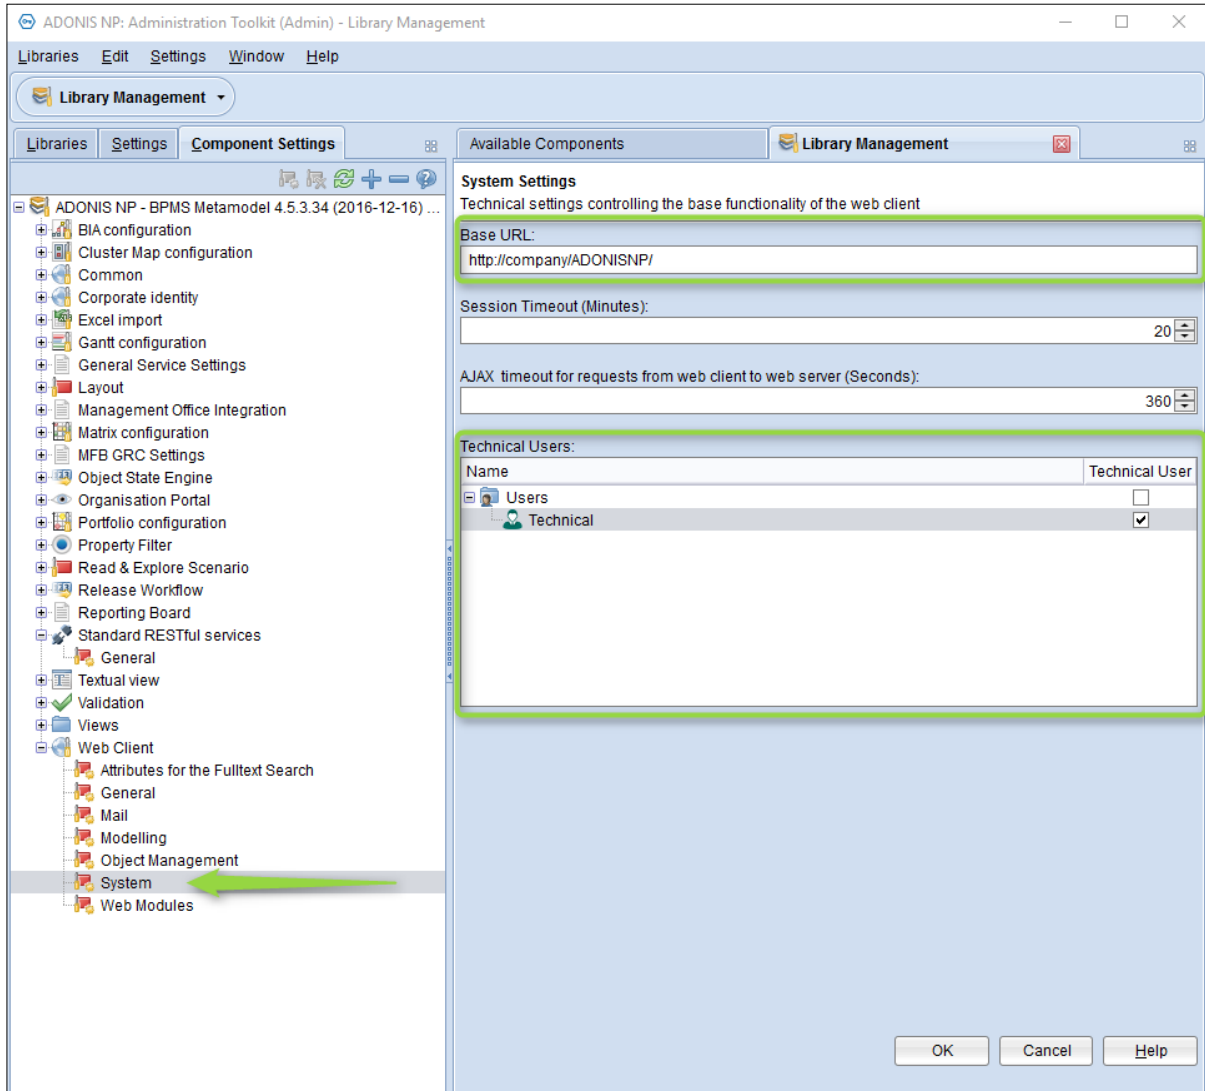 ADONIS NP: Administration Toolkit (Admin) - Library Management
Libraries Edit Settings Window Help
Library Management
Libraries Settings Component Settings
ADONIS NP - BPMS Metamodel 4.5.3.34 (2016-12-16) ...
BIA configuration
Cluster Map configuration
Common
Corporate identity
Excel import
Gantt configuration
General Service Settings
Layout
Management Office Integration
Matrix configuration
MFB GRC Settings
Object State Engine
Organisation Portal
Portfolio configuration
Property Filter
Read & Explore Scenario
Release Workflow
Reporting Board
Standard RESTful services
General
Textual view
Validation
Views
Web Client
Attributes for the Fulltext Search
General
Mail
Modelling
Object Management
System
Web Modules
Available Components Library Management
System Settings
Technical settings controlling the base functionality of the web client
Base URL:
http://company/ADONISNP/
Session Timeout (Minutes):
20
AJAX timeout for requests from web client to web server (Seconds):
360
Technical Users:
Name Technical User
Users
Technical
OK Cancel Help